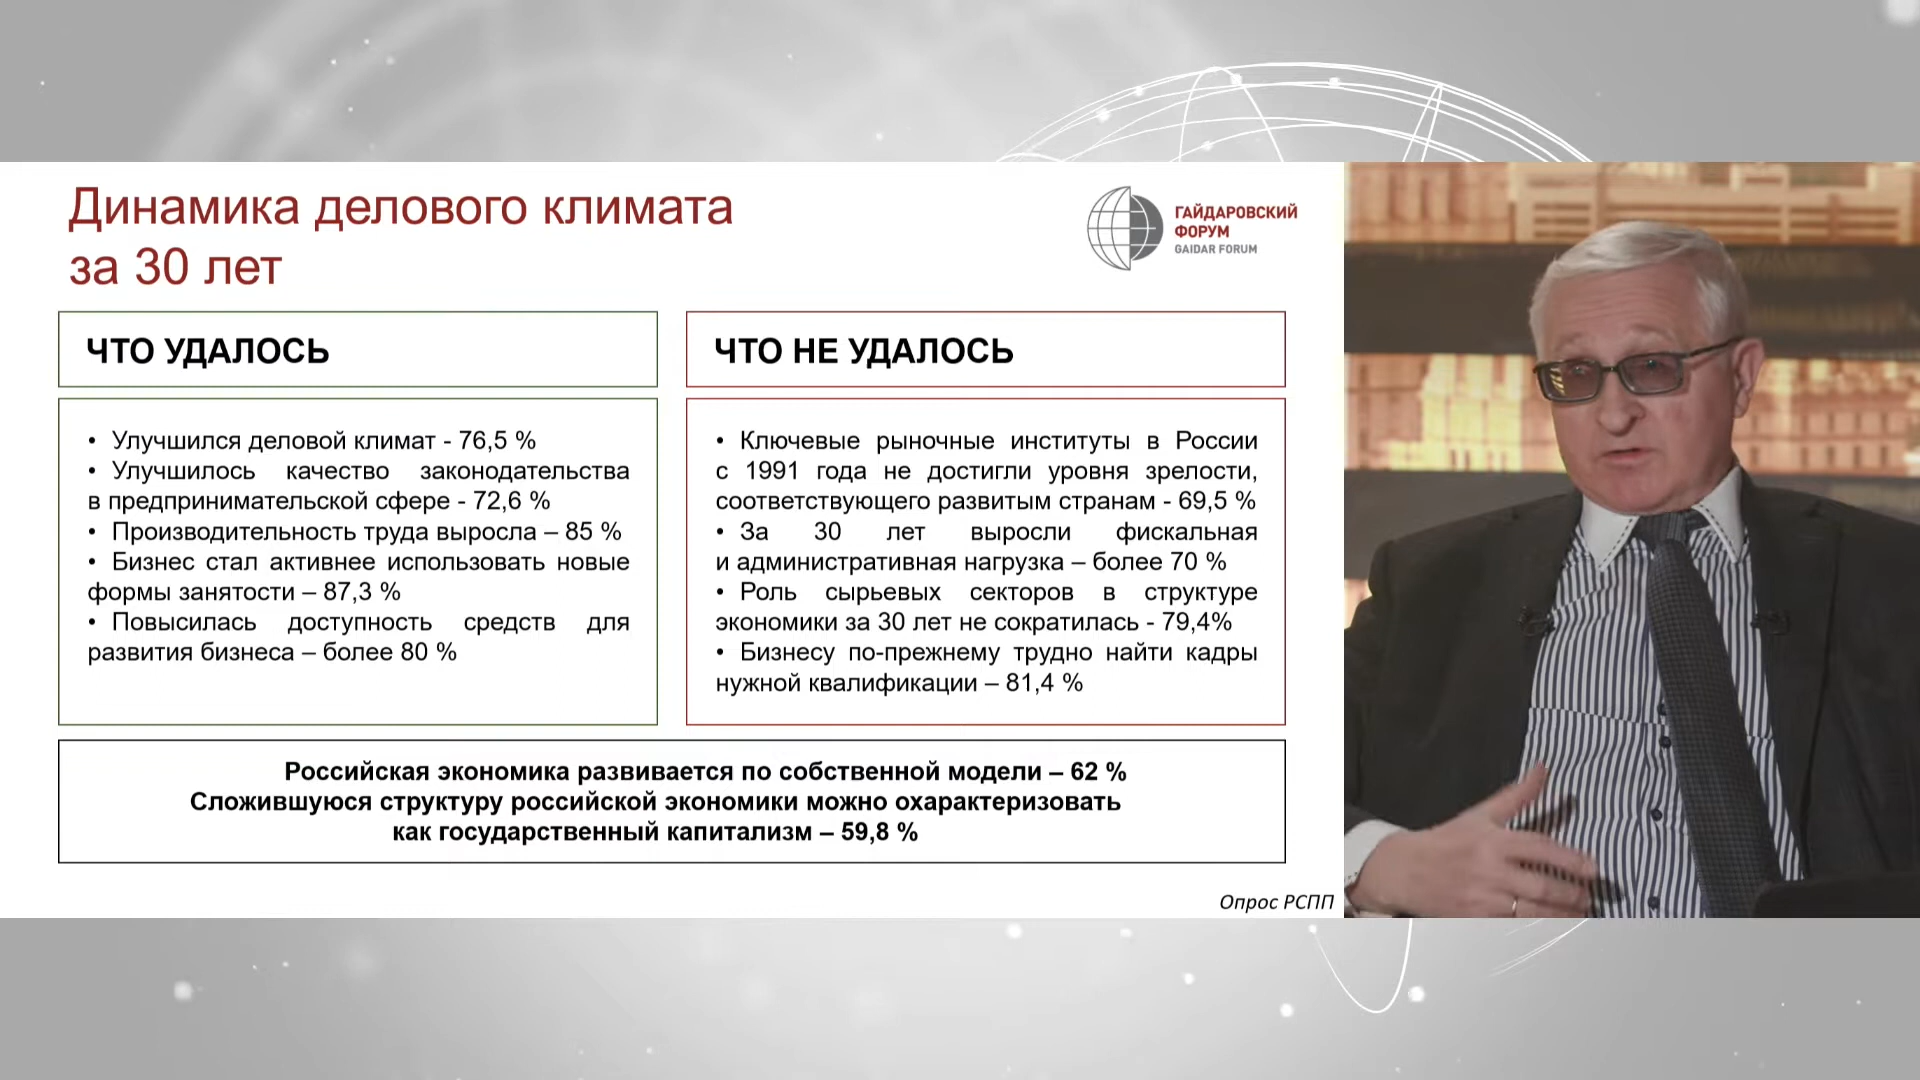 Динамика делового климата
за 30 лет
ГАЙДАРОВСКИЙ
ФОРУМ
GAIDAR FORUM
ЧТО УДАЛОСЬ
• Улучшился деловой климат - 76,5 %
• Улучшилось качество законодательства
в предпринимательской сфере - 72,6 %
• Производительность труда выросла – 85 %
• Бизнес стал активнее использовать новые
формы занятости – 87,3 %
• Повысилась доступность средств для
развития бизнеса – более 80 %
ЧТО НЕ УДАЛОСЬ
• Ключевые рыночные институты в России
с 1991 года не достигли уровня зрелости,
соответствующего развитым странам - 69,5 %
• За 30 лет выросли фискальная
и административная нагрузка – более 70 %
• Роль сырьевых секторов в структуре
экономики за 30 лет не сократилась - 79,4%
• Бизнесу по-прежнему трудно найти кадры
нужной квалификации – 81,4 %
Российская экономика развивается по собственной модели – 62 %
Сложившуюся структуру российской экономики можно охарактеризовать
как государственный капитализм – 59,8 %
Опрос РСПП